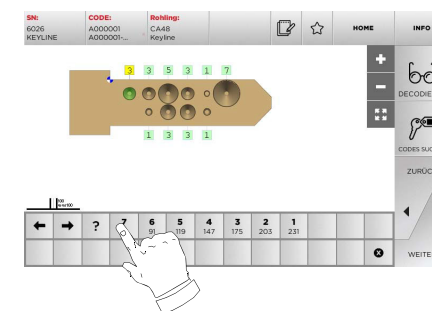 SN:
6026
KEYLINE
CODE:
A000001
A000001-...
Rohling:
CA48
Keyline
HOME
INFO
3 3 5 3 1 7
1 3 3 1
DECODIE
CODES SUC
ZURÜC
WEITE
? 7 6 5 4 3 2 1
91 119 147 175 203 231